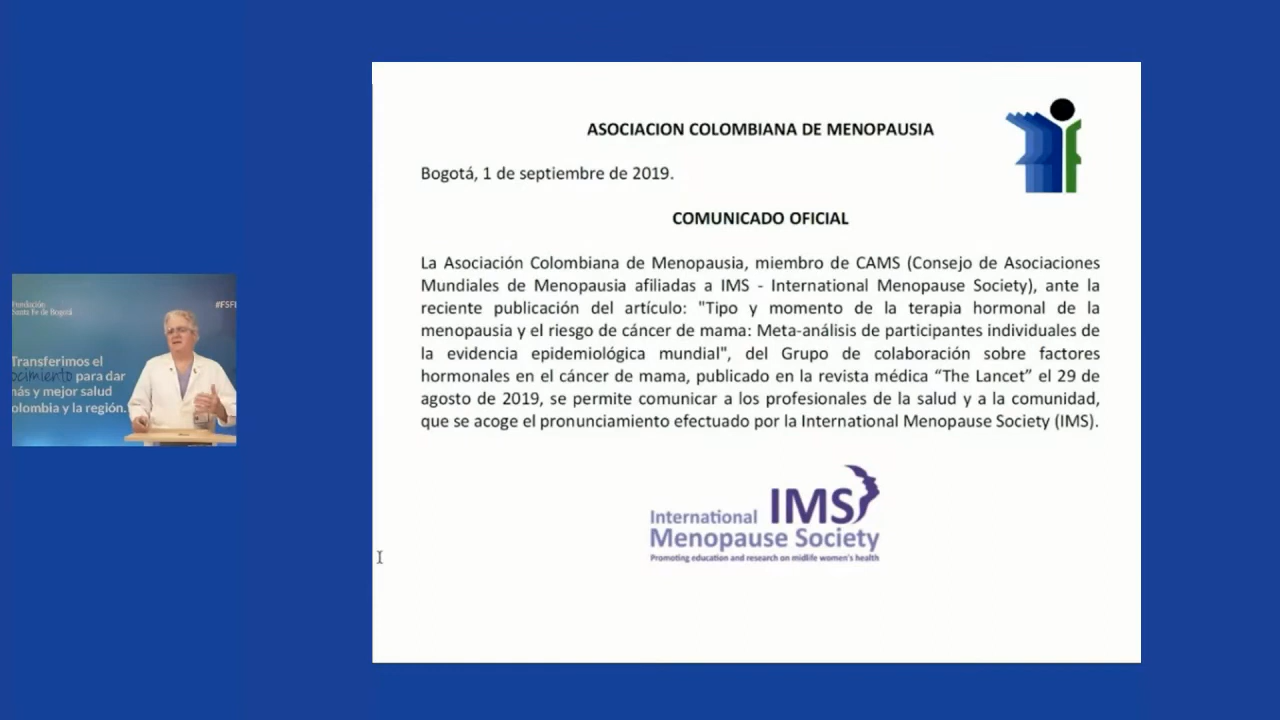 ASOCIACION COLOMBIANA DE MENOPAUSIA
Bogotá, 1 de septiembre de 2019.
COMUNICADO OFICIAL
La Asociación Colombiana de Menopausia, miembro de CAMS (Consejo de Asociaciones
Mundiales de Menopausia afiliadas a IMS - International Menopause Society), ante la
reciente publicación del artículo: "Tipo y momento de la terapia hormonal de la
menopausia y el riesgo de cáncer de mama: Meta-análisis de participantes individuales de
la evidencia epidemiológica mundial", del Grupo de colaboración sobre factores
hormonales en el cáncer de mama, publicado en la revista médica “The Lancet” el 29 de
agosto de 2019, se permite comunicar a los profesionales de la salud y a la comunidad,
que se acoge el pronunciamiento efectuado por la International Menopause Society (IMS).
International IMS
Menopause Society
Promoting education and research on midlife women's health
Fundación
Santa Fe de Bogotá
#FSFB
Transferimos el
para dar
más y mejor salud
olombia y la región.